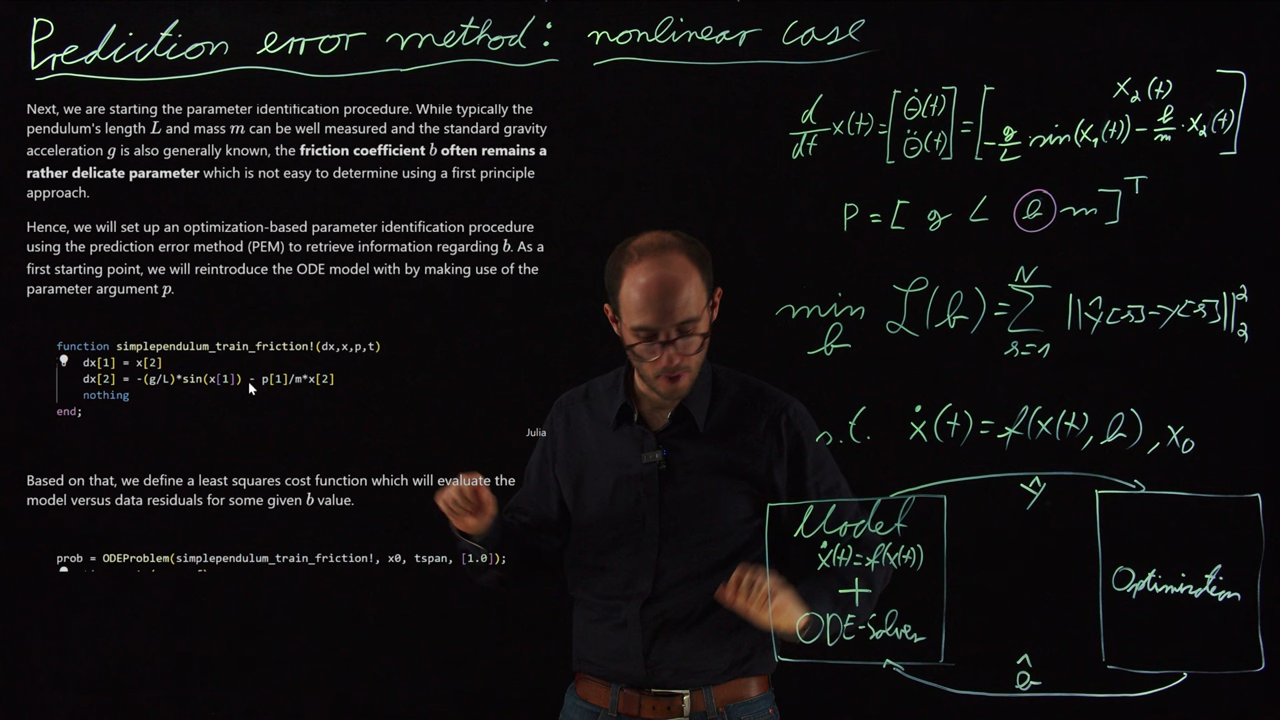 Prediction error method: nonlinear case
Next, we are starting the parameter identification procedure. While typically the
pendulum's length L and mass m can be well measured and the standard gravity
acceleration g is also generally known, the friction coefficient b often remains a
rather delicate parameter which is not easy to determine using a first principle
approach.
Hence, we will set up an optimization-based parameter identification procedure
using the prediction error method (PEM) to retrieve information regarding b. As a
first starting point, we will reintroduce the ODE model with by making use of the
parameter argument p.
function simplependulum_train_friction!(dx,x,p,t)
dx[1] = x[2]
dx[2] = -(g/L)*sin(x[1]) - p[1]/m*x[2]
nothing
end;
Julia
Based on that, we define a least squares cost function which will evaluate the
model versus data residuals for some given b value.
prob = ODEProblem(simplependulum_train_friction!, x0, tspan, [1.0]);
d/dt x(t) = [θ̇(t) θ̈(t)] = [x₂(t) -g/L · sin(x₁(t)) - b/m · x₂(t)]
P = [g L b m]ᵀ
min b ℒ(b) = Σ k=1 N ||ŷ[k] - y[k]||₂²
s.t. ẋ(t) = f(x(t), b), x₀
ŷ
Model
ẋ(t) = f(x(t))
+
ODE-Solver
Optimization
b̂